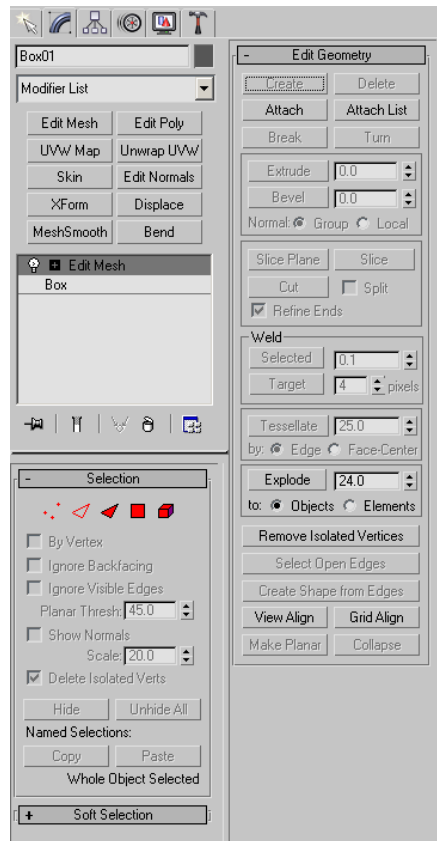 Box01
Modifier List
Edit Mesh Edit Poly
UVW Map Unwrap UVW
Skin Edit Normals
XForm Displace
MeshSmooth Bend
Edit Mesh
Box
- Selection
By Vertex
Ignore Backfacing
Ignore Visible Edges
Planar Thresh: 45.0
Show Normals
Scale: 20.0
Delete Isolated Verts
Hide Unhide All
Named Selections:
Copy Paste
Whole Object Selected
+ Soft Selection
- Edit Geometry
Create Delete
Attach Attach List
Break Turn
Extrude 0.0
Bevel 0.0
Normal: Group Local
Slice Plane Slice
Cut Split
Refine Ends
Weld
Selected 0.1
Target 4 pixels
Tessellate 25.0
by: Edge Face-Center
Explode 24.0
to: Objects Elements
Remove Isolated Vertices
Select Open Edges
Create Shape from Edges
View Align Grid Align
Make Planar Collapse